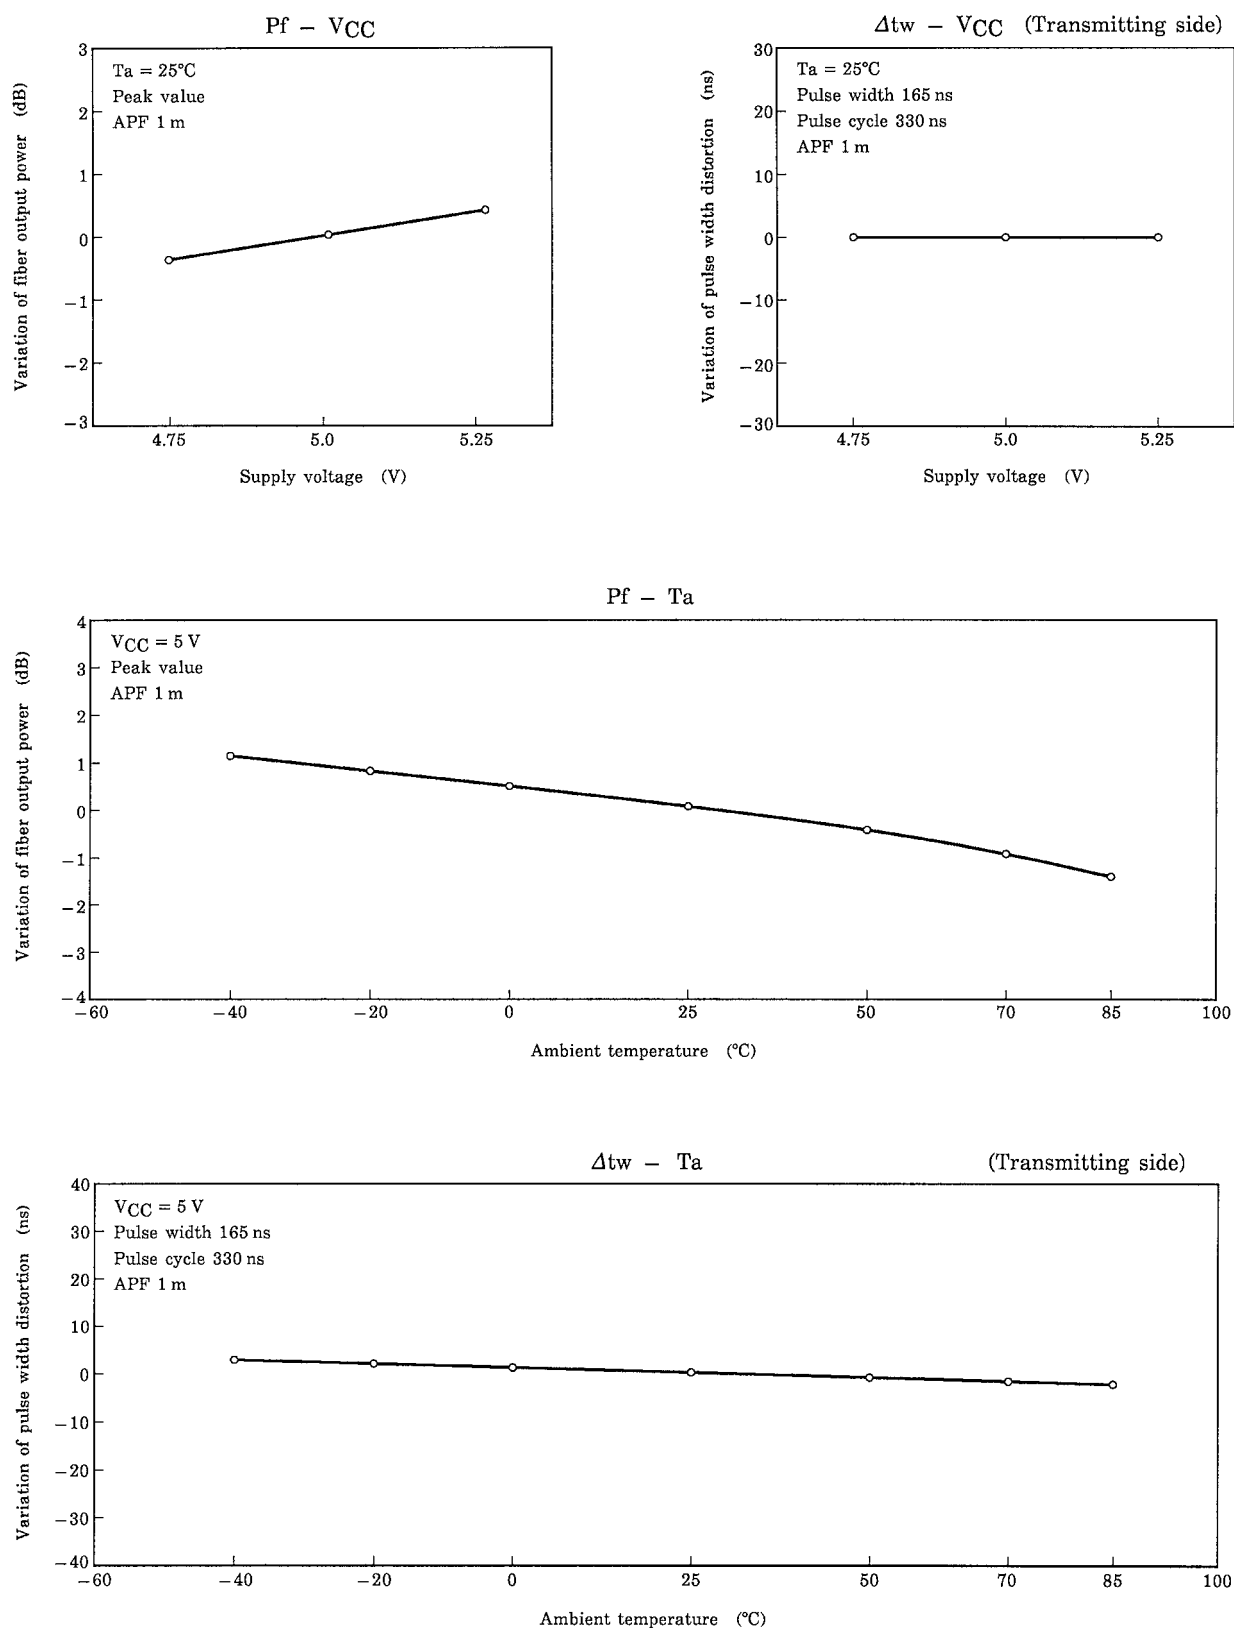 Pf – VCC
Variation of fiber output power (dB)
3
2
1
0
−1
−2
−3
Ta = 25°C
Peak value
APF 1 m
4.75 5.0 5.25
Supply voltage (V)
Δtw – VCC (Transmitting side)
Variation of pulse width distortion (ns)
30
20
10
0
−10
−20
−30
Ta = 25°C
Pulse width 165 ns
Pulse cycle 330 ns
APF 1 m
4.75 5.0 5.25
Supply voltage (V)
Pf – Ta
Variation of fiber output power (dB)
4
3
2
1
0
−1
−2
−3
−4
VCC = 5 V
Peak value
APF 1 m
−60 −40 −20 0 25 50 70 85 100
Ambient temperature (°C)
Δtw – Ta (Transmitting side)
Variation of pulse width distortion (ns)
40
30
20
10
0
−10
−20
−30
−40
VCC = 5 V
Pulse width 165 ns
Pulse cycle 330 ns
APF 1 m
−60 −40 −20 0 25 50 70 85 100
Ambient temperature (°C)